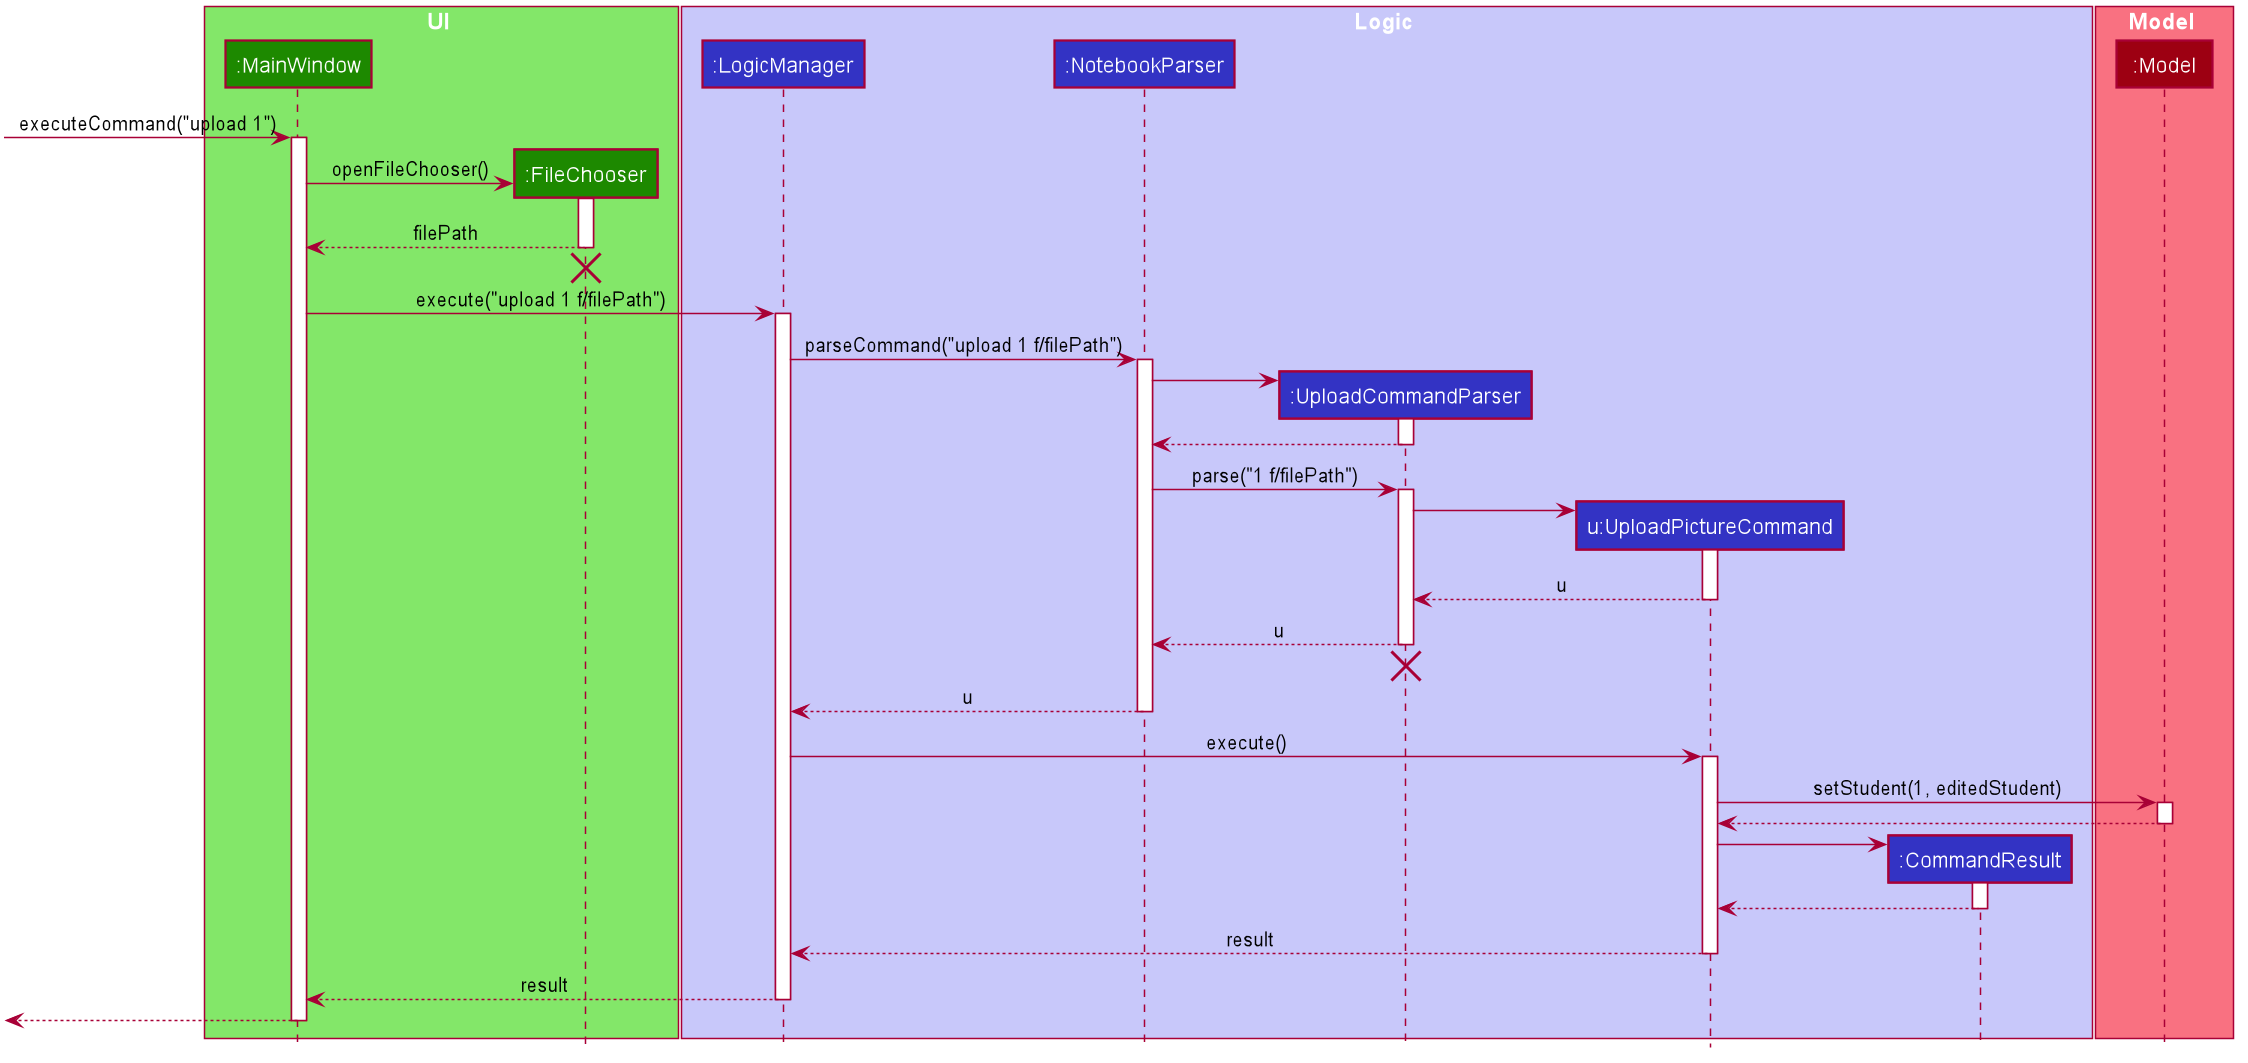 UI
Logic
Model
:MainWindow
:LogicManager
:NotebookParser
:Model
executeCommand("upload 1")
openFileChooser()
:FileChooser
filePath
execute("upload 1 f/filePath")
parseCommand("upload 1 f/filePath")
:UploadCommandParser
parse("1 f/filePath")
u:UploadPictureCommand
u
u
u
execute()
setStudent(1, editedStudent)
:CommandResult
result
result